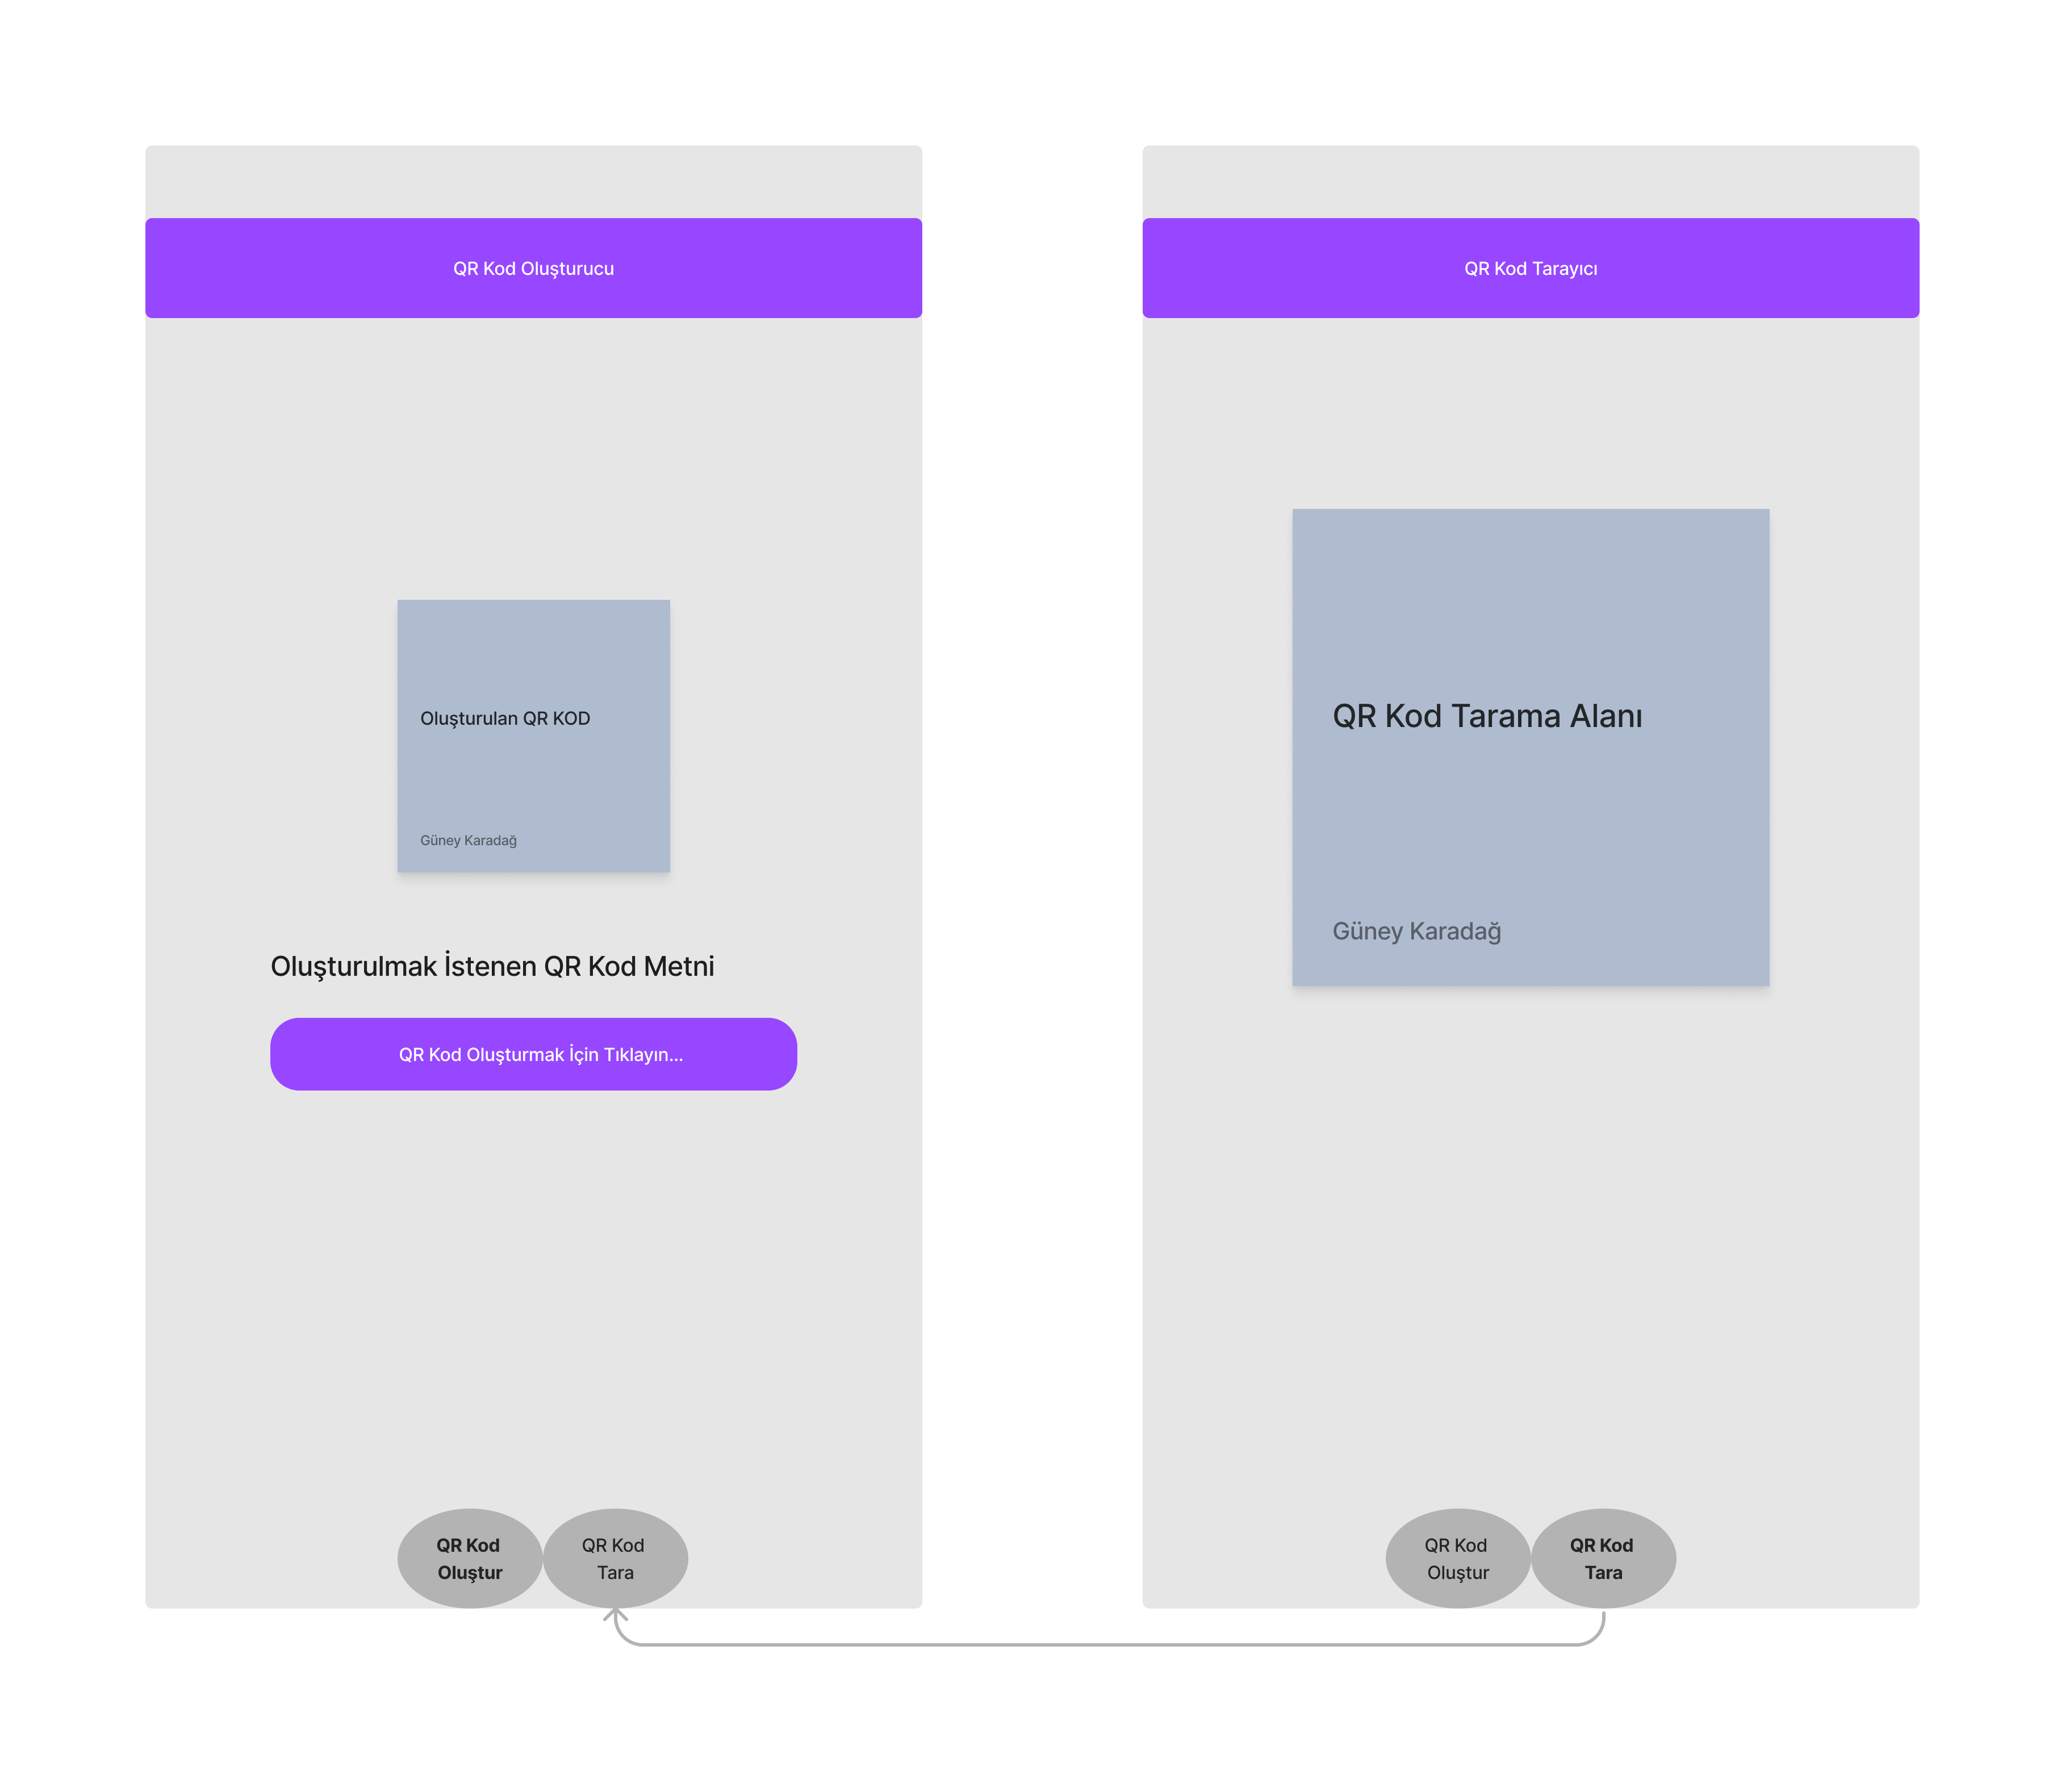 QR Kod Oluşturucu
Oluşturulan QR KOD
Güney Karadağ
Oluşturulmak İstenen QR Kod Metni
QR Kod Oluşturmak İçin Tıklayın...
QR Kod
Oluştur
QR Kod
Tara
QR Kod Tarayıcı
QR Kod Tarama Alanı
Güney Karadağ
QR Kod
Oluştur
QR Kod
Tara